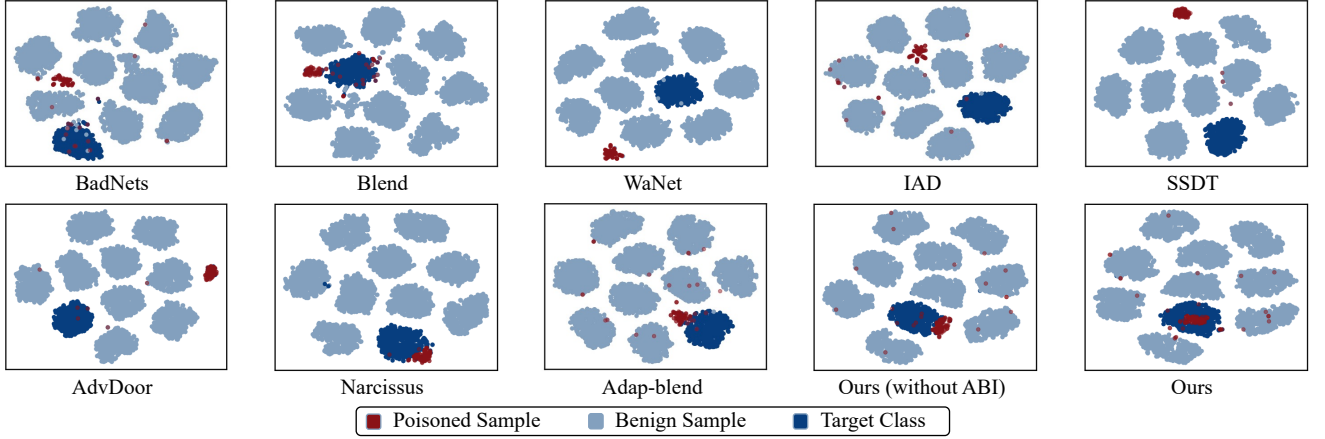 BadNets
Blend
WaNet
IAD
SSDT
AdvDoor
Narcissus
Adap-blend
Ours (without ABI)
Ours
Poisoned Sample
Benign Sample
Target Class